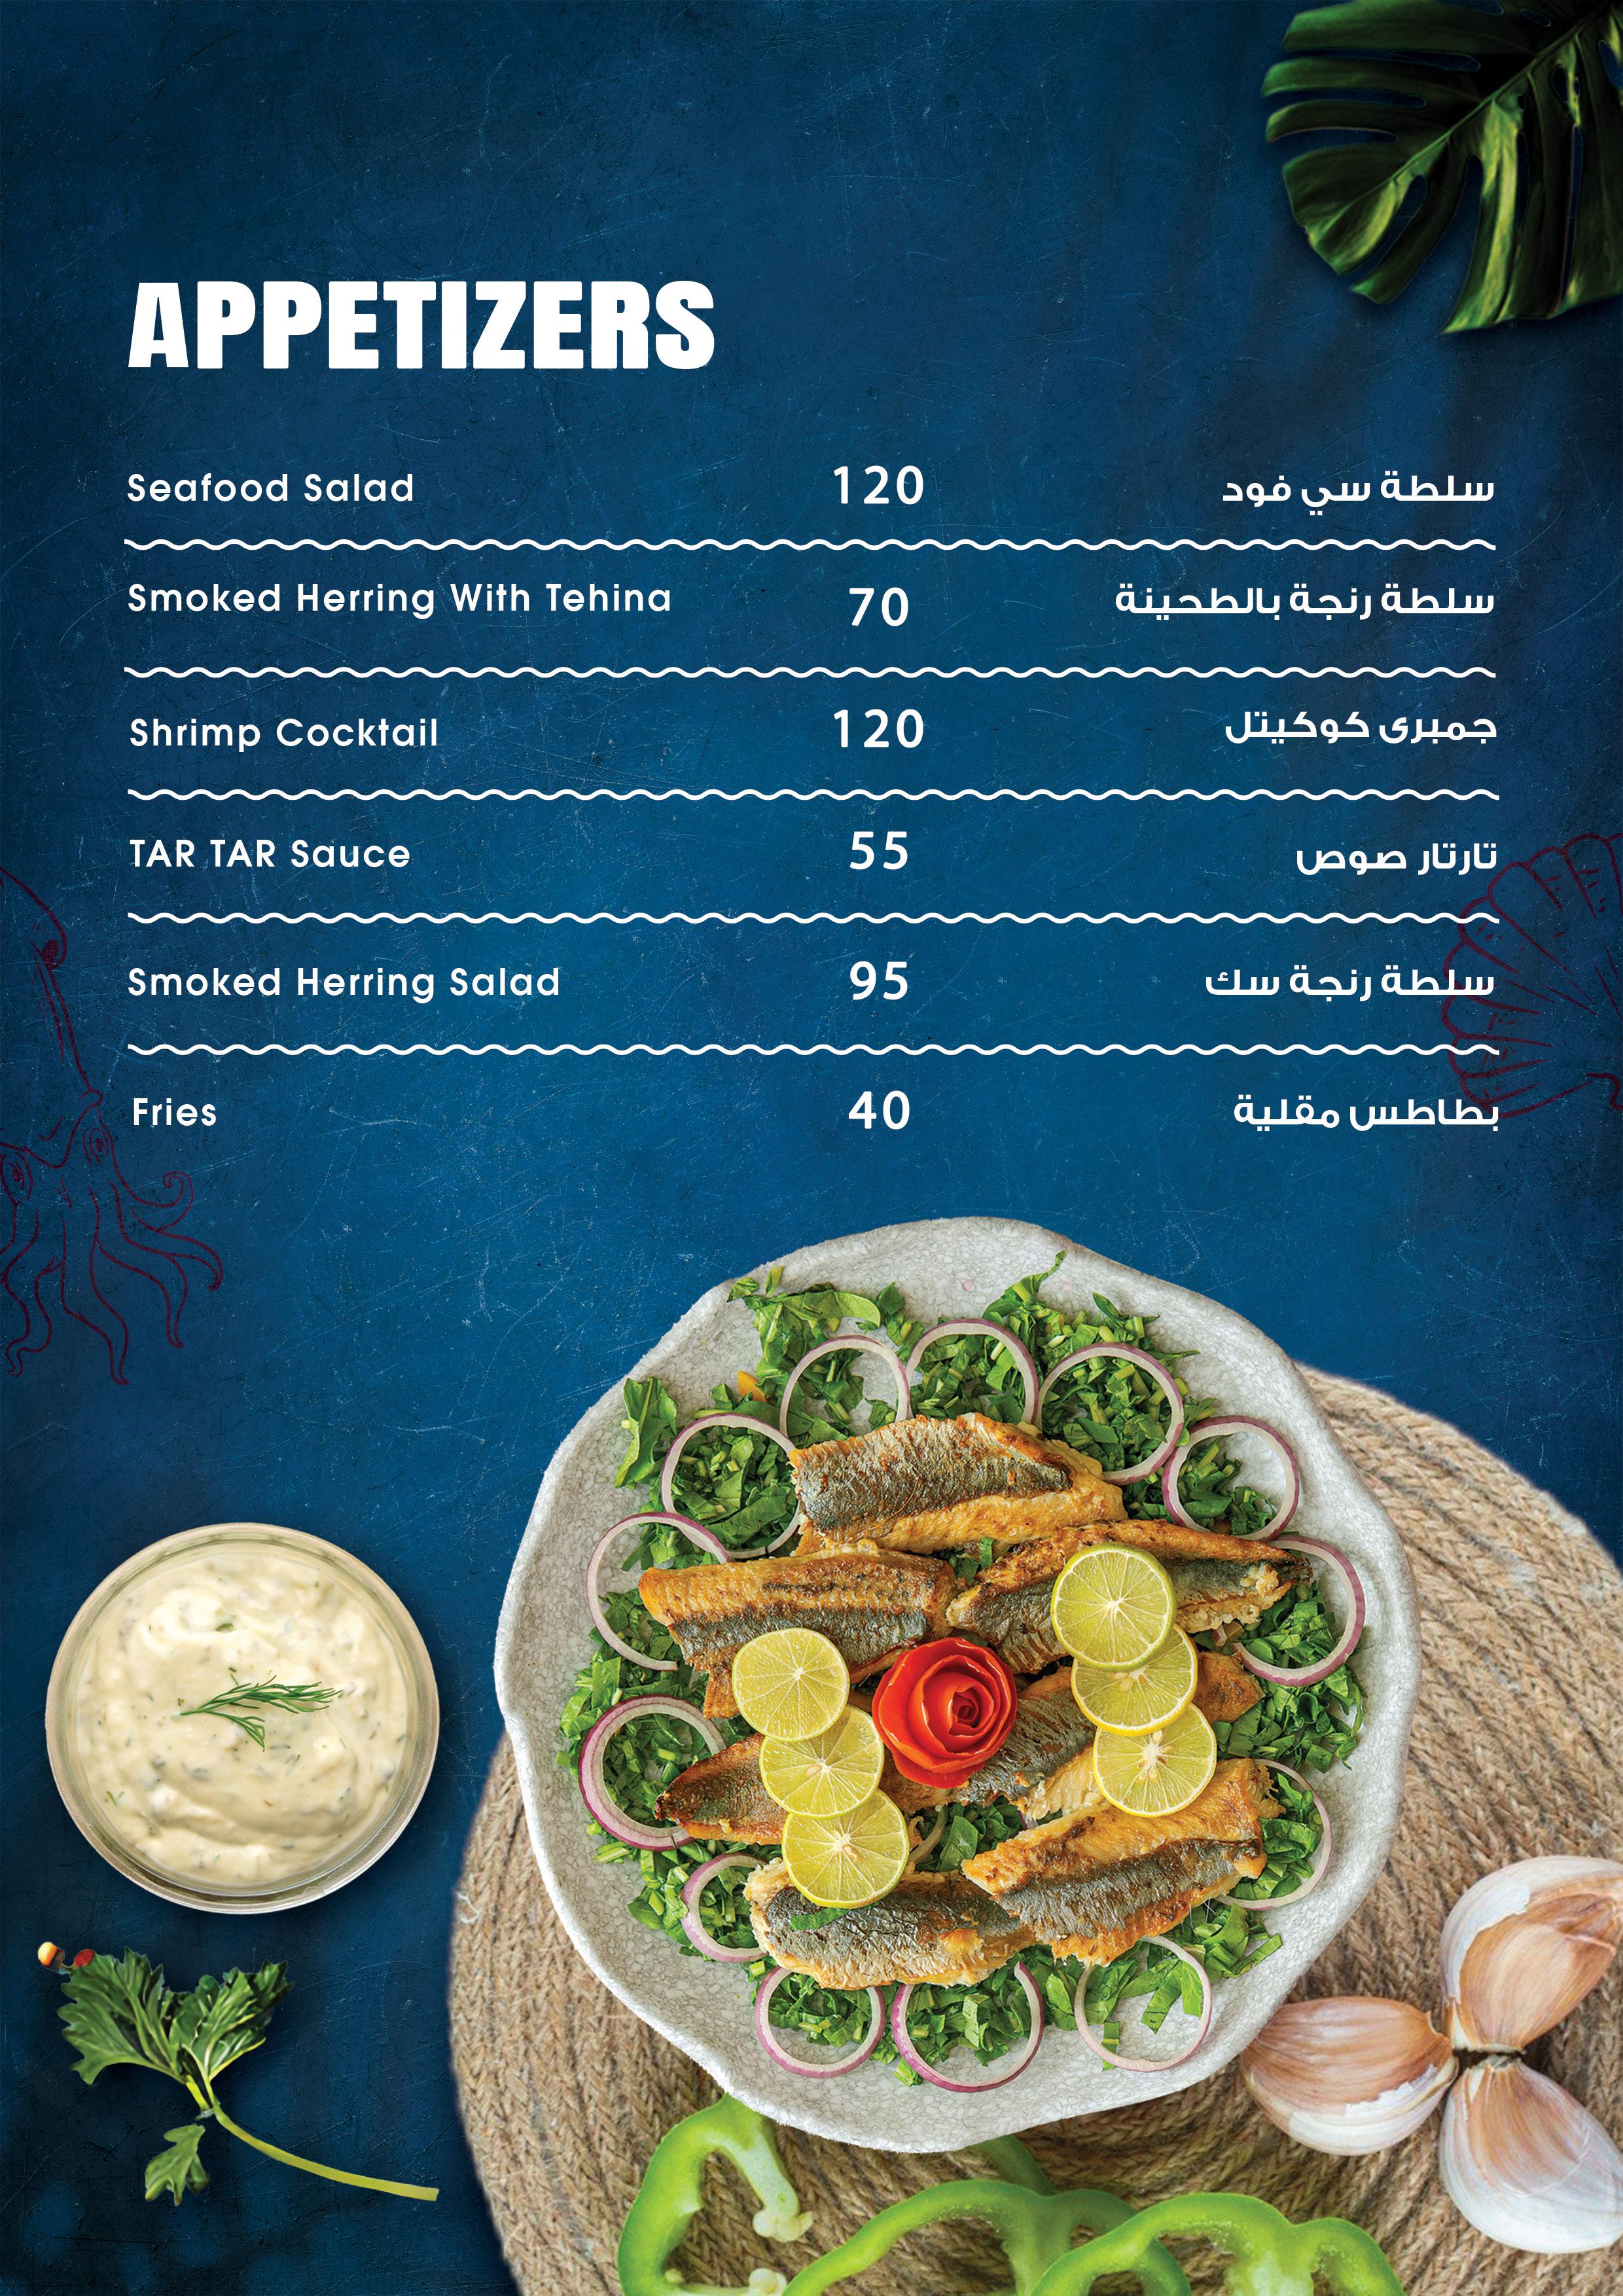 APPETIZERS
Seafood Salad 120 سلطة سي فود
Smoked Herring With Tehina 70 سلطة رنجة بالطحينة
Shrimp Cocktail 120 جمبرى كوكيتل
TAR TAR Sauce 55 تارتار صوص
Smoked Herring Salad 95 سلطة رنجة سك
Fries 40 بطاطس مقلية